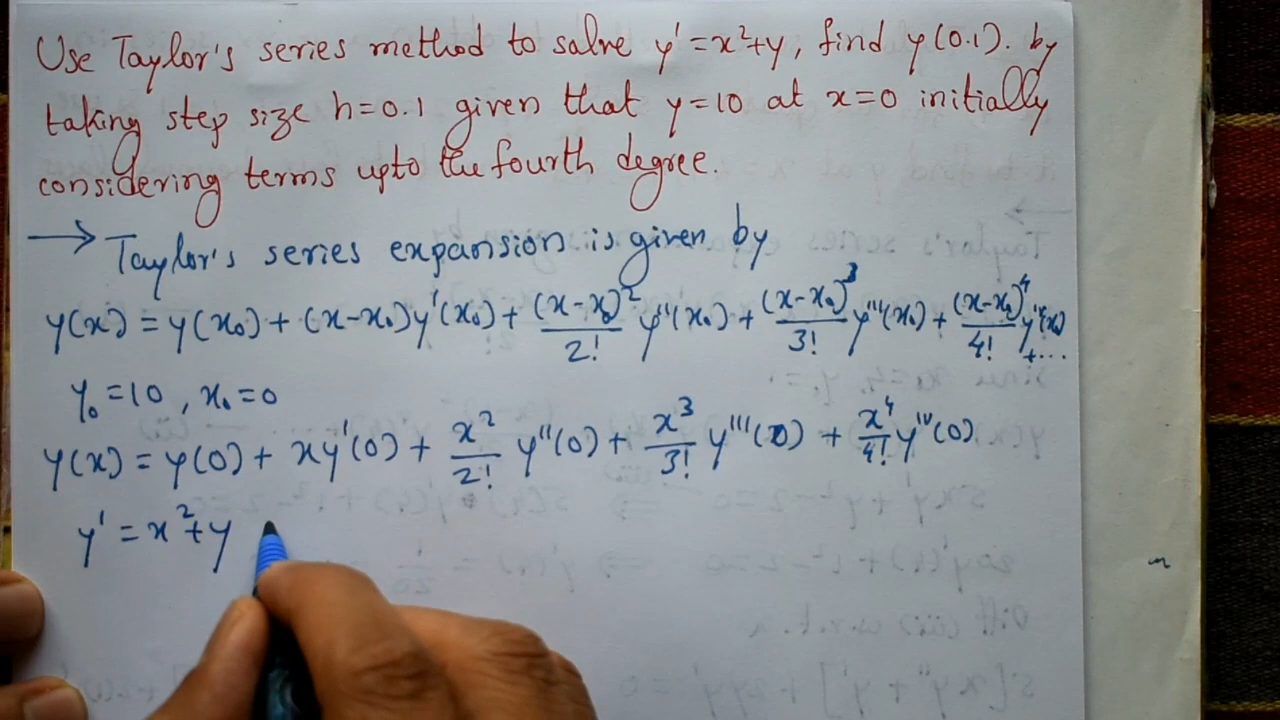 Use Taylor's series method to solve y' = x²+y, find y(0.1). by
taking step size h=0.1 given that y=10 at x=0 initially
considering terms upto the fourth degree.
→ Taylor's series expansion is given by
y(x) = y(x₀) + (x-x₀)y'(x₀) + (x-x₀)²/2! y''(x₀) + (x-x₀)³/3! y'''(x₀) + (x-x₀)⁴/4! y'ᵛ(x₀) + ...
y₀ = 10, x₀ = 0
y(x) = y(0) + xy'(0) + x²/2! y''(0) + x³/3! y'''(0) + x⁴/4! y'ᵛ(0)
y' = x²+y